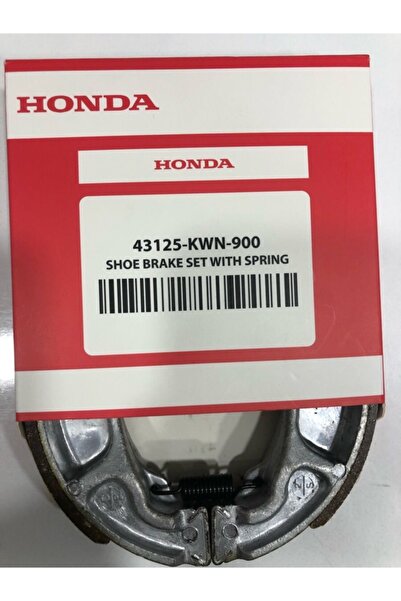 HONDA
HONDA
43125-KWN-900
SHOE BRAKE SET WITH SPRING